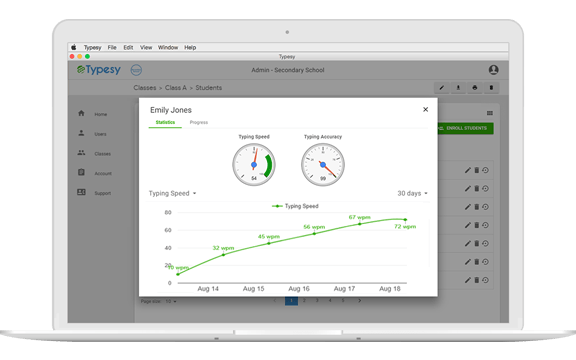 Typesy File Edit View Window Help
Typesy
Typesy
Admin - Secondary School
Classes > Class A > Students
Home
Users
Classes
Account
Support
ENROLL STUDENTS
Emily Jones
Statistics Progress
Typing Speed Typing Accuracy
54 99
Typing Speed 30 days
Typing Speed
80
60
40
20
0
10 wpm
32 wpm
45 wpm
56 wpm
67 wpm
72 wpm
Aug 14 Aug 15 Aug 16 Aug 17 Aug 18
Page size: 10 1 2 3 4 5